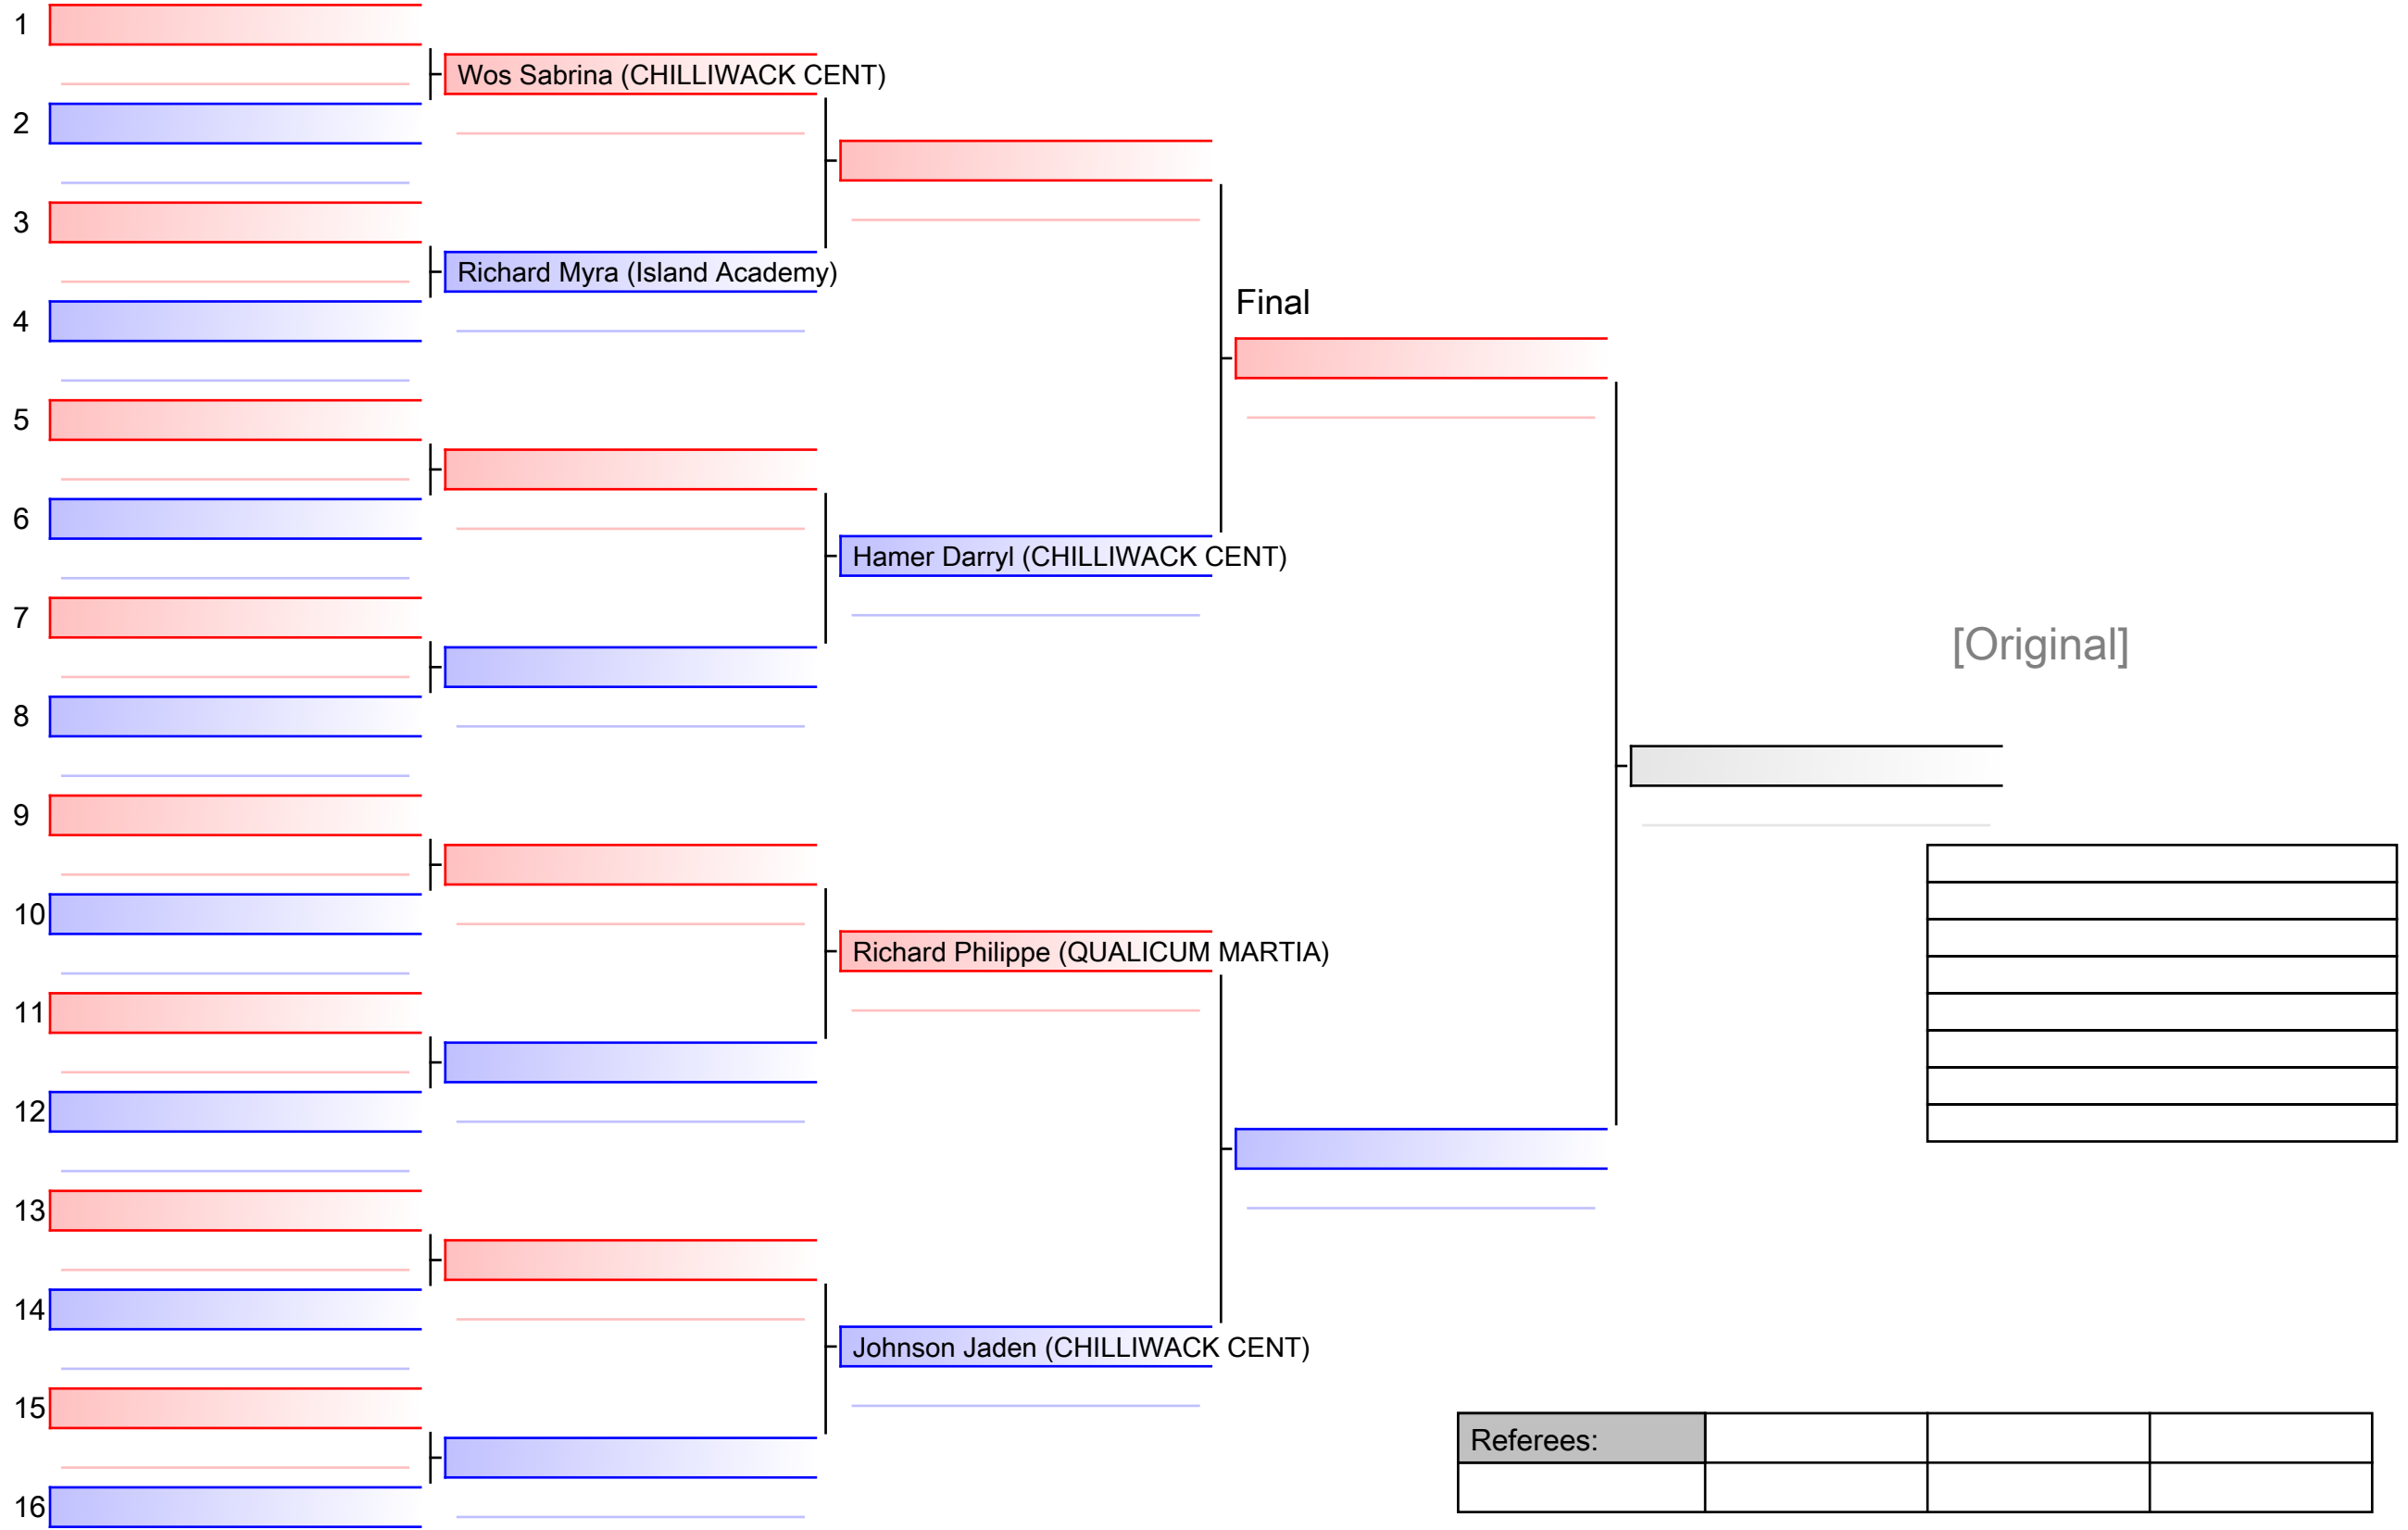 1
Wos Sabrina (CHILLIWACK CENT)
2
3
Richard Myra (Island Academy)
4
Final
5
6
Hamer Darryl (CHILLIWACK CENT)
7
[Original]
8
9
10
Richard Philippe (QUALICUM MARTIA)
11
12
13
14
Johnson Jaden (CHILLIWACK CENT)
15
Referees:
16